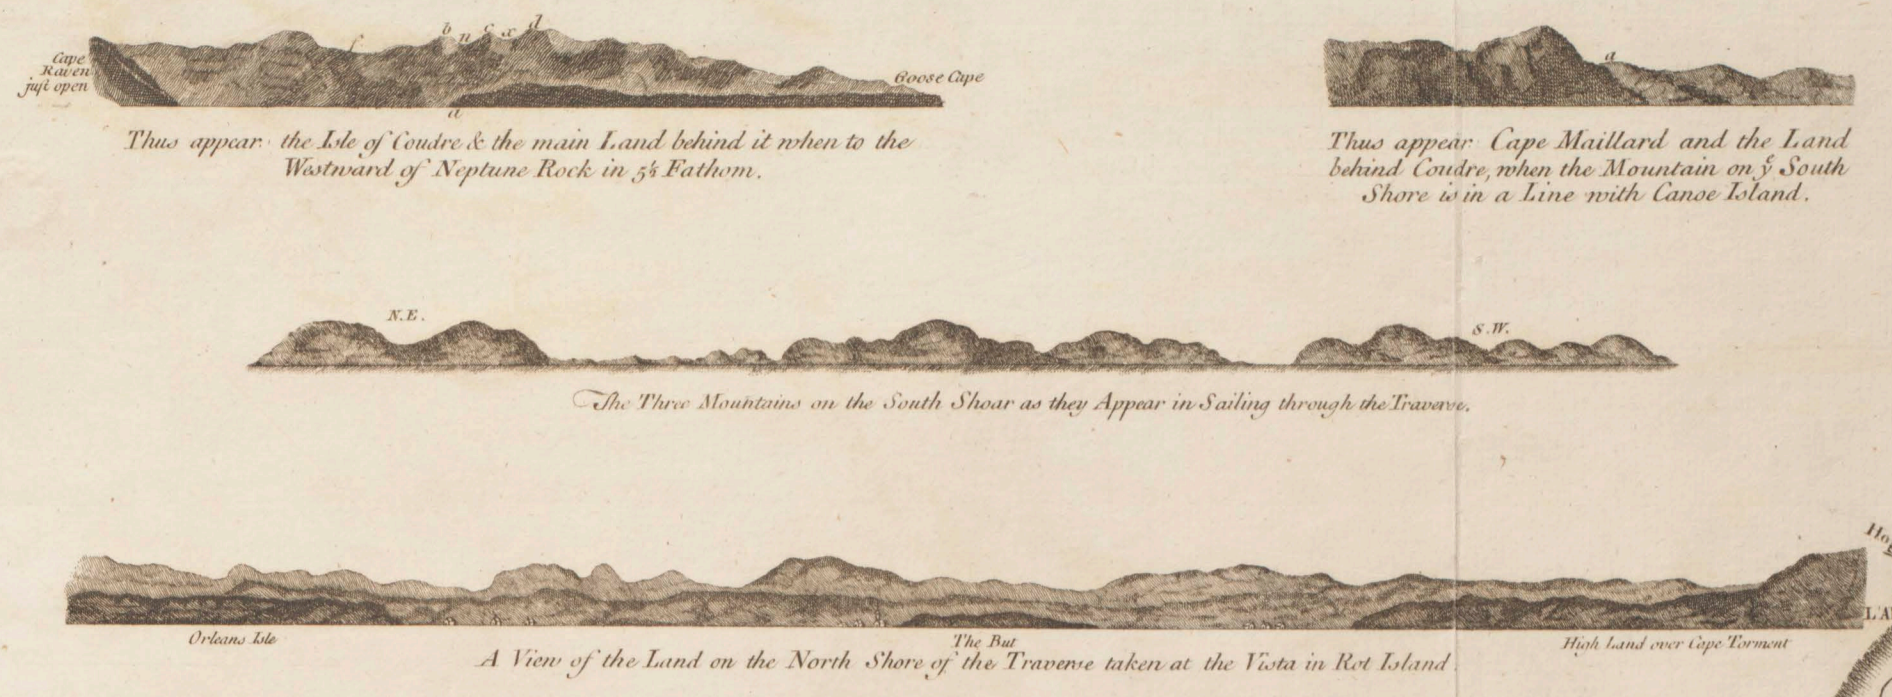 b n c x d
f
Cape
Raven
just open
Goose Cape
a
Thus appear the Isle of Coudre & the main Land behind it when to the
Westward of Neptune Rock in 5½ Fathom.
a
Thus appear Cape Maillard and the Land
behind Coudre, when the Mountain on yᵉ South
Shore is in a Line with Canoe Island.
N.E.
S.W.
The Three Mountains on the South Shoar as they Appear in Sailing through the Traverse.
Orleans Isle
The But
High Land over Cape Torment
A View of the Land on the North Shore of the Traverse taken at the Vista in Rot Island.